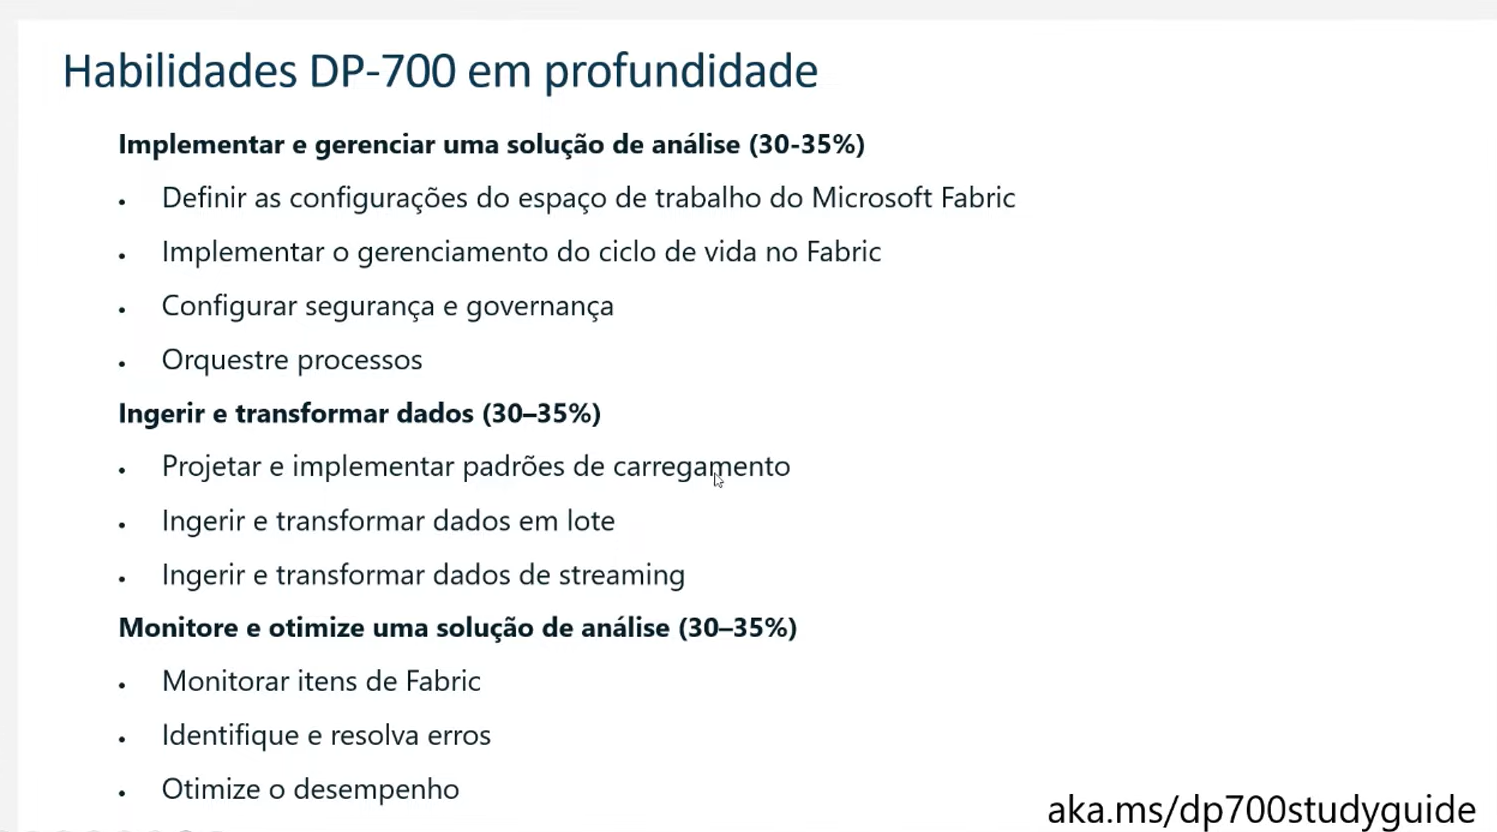 Habilidades DP-700 em profundidade
Implementar e gerenciar uma solução de análise (30-35%)
• Definir as configurações do espaço de trabalho do Microsoft Fabric
• Implementar o gerenciamento do ciclo de vida no Fabric
• Configurar segurança e governança
• Orquestre processos
Ingerir e transformar dados (30–35%)
• Projetar e implementar padrões de carregamento
• Ingerir e transformar dados em lote
• Ingerir e transformar dados de streaming
Monitore e otimize uma solução de análise (30–35%)
• Monitorar itens de Fabric
• Identifique e resolva erros
• Otimize o desempenho
aka.ms/dp700studyguide